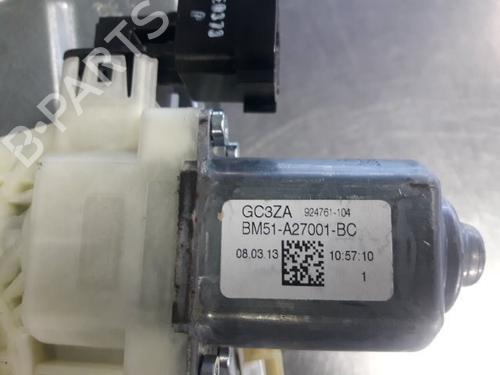 B-PARTS
GC3ZA 924761-104
BM51-A27001-BC
08.03.13 10:57:10
1